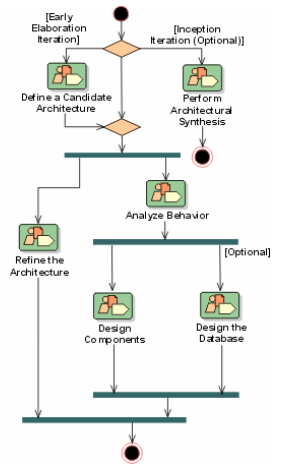 [Early
Elaboration
Iteration]
[Inception
Iteration (Optional)]
Define a Candidate
Architecture
Perform
Architectural
Synthesis
Analyze Behavior
Refine the
Architecture
[Optional]
Design
Components
Design the
Database